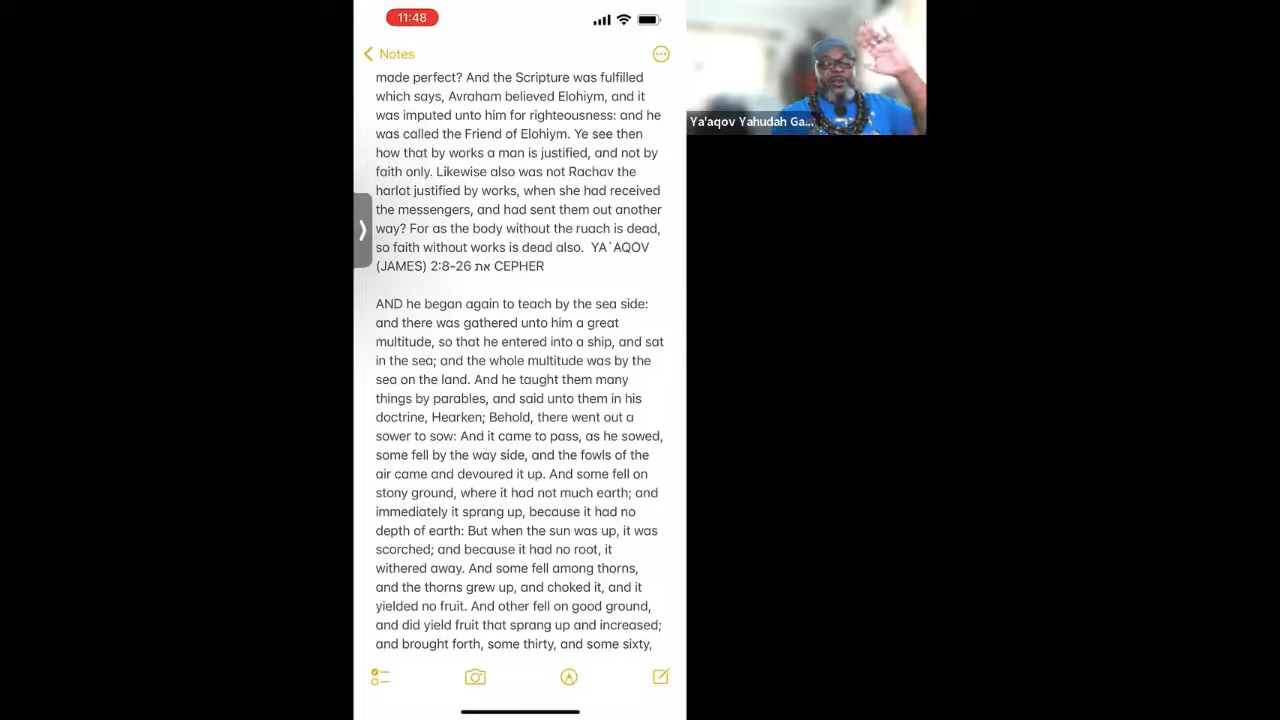 11:48
Notes
made perfect? And the Scripture was fulfilled
which says, Avraham believed Elohiym, and it
was imputed unto him for righteousness: and he
was called the Friend of Elohiym. Ye see then
how that by works a man is justified, and not by
faith only. Likewise also was not Rachav the
harlot justified by works, when she had received
the messengers, and had sent them out another
way? For as the body without the ruach is dead,
so faith without works is dead also.  YA`AQOV
(JAMES) 2:8-26 את CEPHER
AND he began again to teach by the sea side:
and there was gathered unto him a great
multitude, so that he entered into a ship, and sat
in the sea; and the whole multitude was by the
sea on the land. And he taught them many
things by parables, and said unto them in his
doctrine, Hearken; Behold, there went out a
sower to sow: And it came to pass, as he sowed,
some fell by the way side, and the fowls of the
air came and devoured it up. And some fell on
stony ground, where it had not much earth; and
immediately it sprang up, because it had no
depth of earth: But when the sun was up, it was
scorched; and because it had no root, it
withered away. And some fell among thorns,
and the thorns grew up, and choked it, and it
yielded no fruit. And other fell on good ground,
and did yield fruit that sprang up and increased;
and brought forth, some thirty, and some sixty,
Ya'aqov Yahudah Ga...